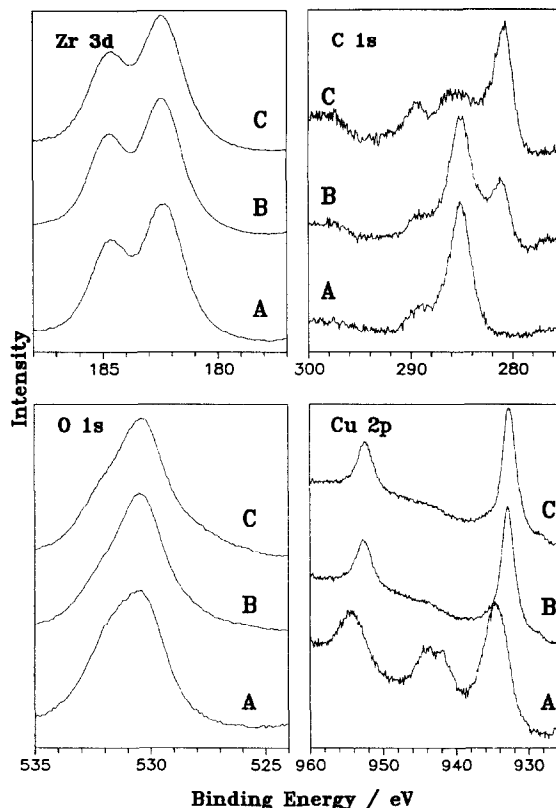 Zr 3d
C
B
A
185
180
C 1s
C
B
A
300
290
280
Intensity
O 1s
C
B
A
535
530
525
Cu 2p
C
B
A
960
950
940
930
Binding Energy / eV